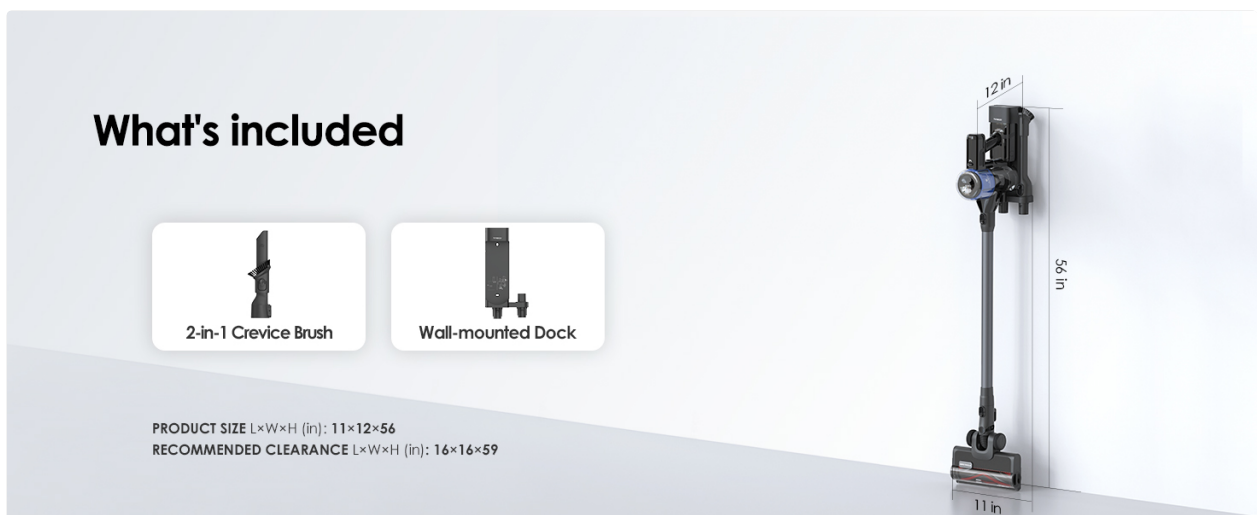 What's included
2-in-1 Crevice Brush
Wall-mounted Dock
PRODUCT SIZE L×W×H (in): 11×12×56
RECOMMENDED CLEARANCE L×W×H (in): 16×16×59
12 in
56 in
11 in